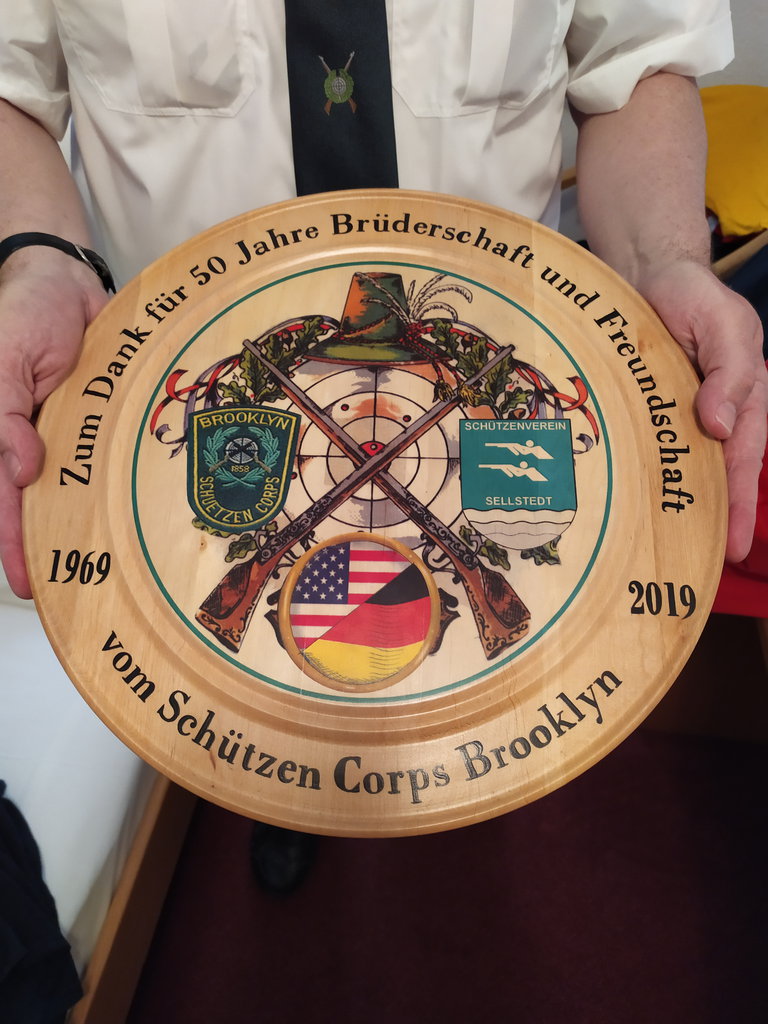 Zum Dank für 50 Jahre Brüderschaft und Freundschaft
BROOKLYN
1858
SCHUETZEN CORPS
SCHÜTZENVEREIN
SELLSTEDT
1969
2019
vom Schützen Corps Brooklyn